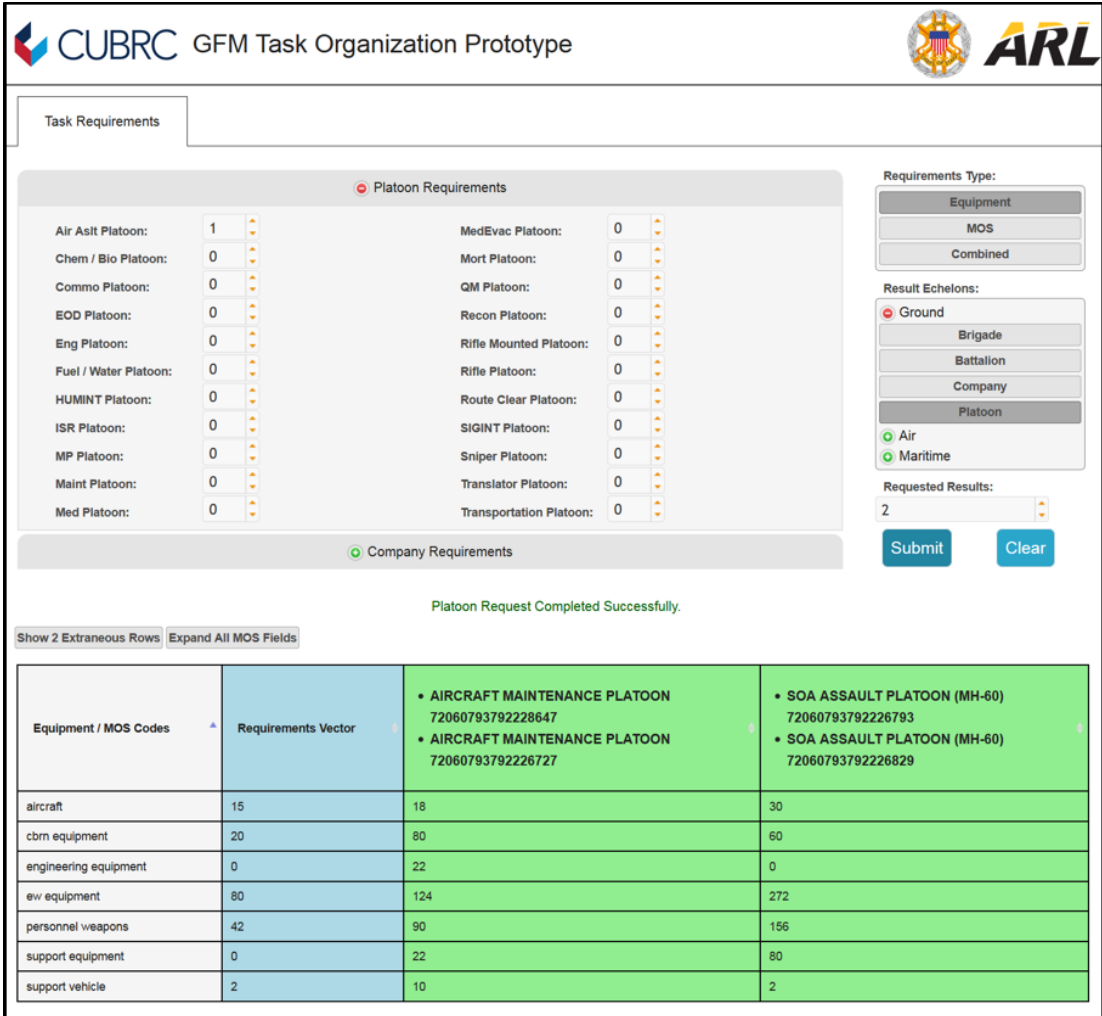 CUBRC GFM Task Organization Prototype ARL
Task Requirements
Platoon Requirements
Air Aslt Platoon: 1 MedEvac Platoon: 0
Chem / Bio Platoon: 0 Mort Platoon: 0
Commo Platoon: 0 QM Platoon: 0
EOD Platoon: 0 Recon Platoon: 0
Eng Platoon: 0 Rifle Mounted Platoon: 0
Fuel / Water Platoon: 0 Rifle Platoon: 0
HUMINT Platoon: 0 Route Clear Platoon: 0
ISR Platoon: 0 SIGINT Platoon: 0
MP Platoon: 0 Sniper Platoon: 0
Maint Platoon: 0 Translator Platoon: 0
Med Platoon: 0 Transportation Platoon: 0
Company Requirements
Requirements Type:
Equipment
MOS
Combined
Result Echelons:
Ground
Brigade
Battalion
Company
Platoon
Air
Maritime
Requested Results:
2
Submit Clear
Platoon Request Completed Successfully.
Show 2 Extraneous Rows Expand All MOS Fields
Equipment / MOS Codes
Requirements Vector
• AIRCRAFT MAINTENANCE PLATOON
72060793792228647
• AIRCRAFT MAINTENANCE PLATOON
72060793792226727
• SOA ASSAULT PLATOON (MH-60)
72060793792226793
• SOA ASSAULT PLATOON (MH-60)
72060793792226829
aircraft 15 18 30
cbrn equipment 20 80 60
engineering equipment 0 22 0
ew equipment 80 124 272
personnel weapons 42 90 156
support equipment 0 22 80
support vehicle 2 10 2